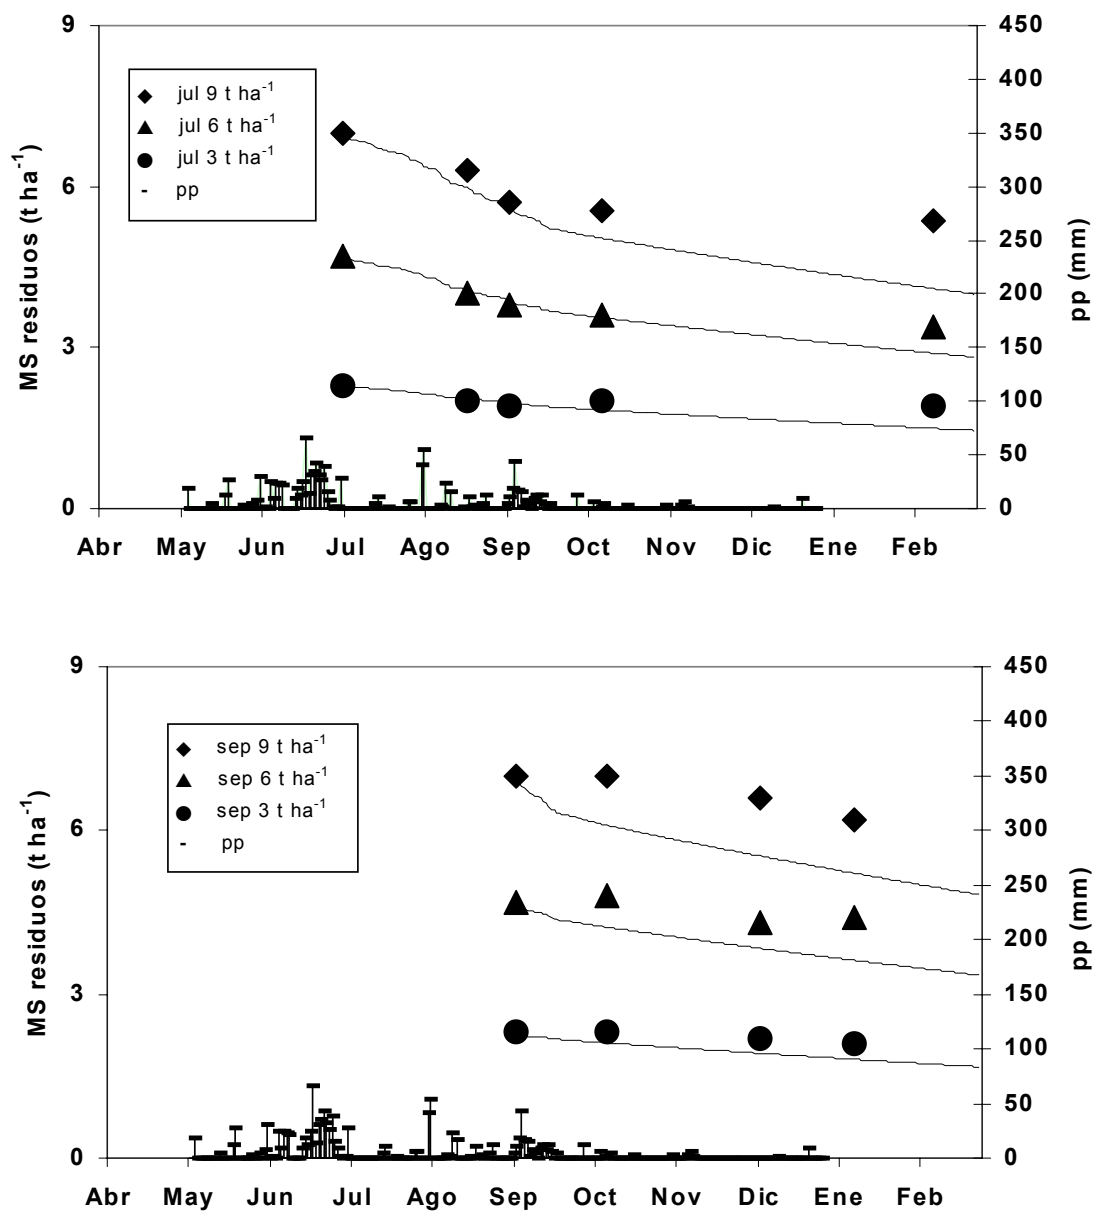 9
6
3
0
MS residuos (t ha-1)
450
400
350
300
250
200
150
100
50
0
pp (mm)
jul 9 t ha-1
jul 6 t ha-1
jul 3 t ha-1
- pp
Abr May Jun Jul Ago Sep Oct Nov Dic Ene Feb
9
6
3
0
MS residuos (t ha-1)
450
400
350
300
250
200
150
100
50
0
pp (mm)
sep 9 t ha-1
sep 6 t ha-1
sep 3 t ha-1
- pp
Abr May Jun Jul Ago Sep Oct Nov Dic Ene Feb